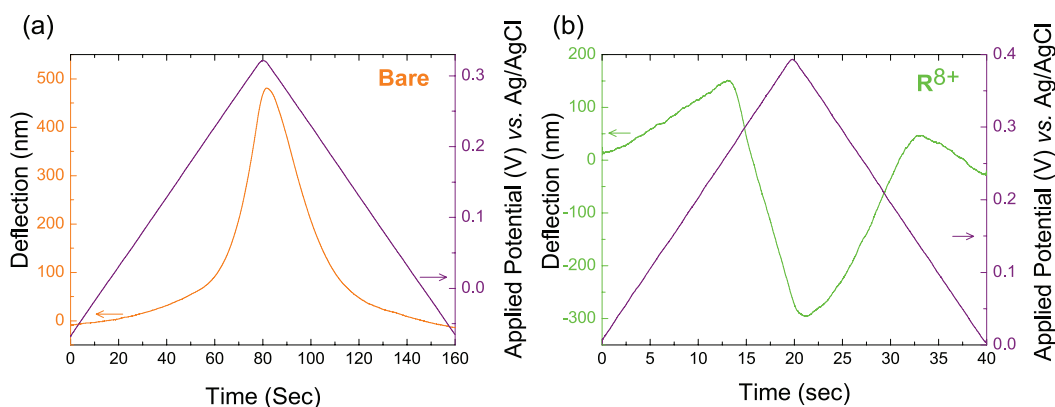 (a)
Bare
Deflection (nm)
500
400
300
200
100
0
0 20 40 60 80 100 120 140 160
Time (Sec)
0.3
0.2
0.1
0.0
Applied Potential (V) vs. Ag/AgCl
(b)
R8+
Deflection (nm)
200
100
0
-100
-200
-300
0 5 10 15 20 25 30 35 40
Time (sec)
0.4
0.3
0.2
0.1
0.0
Applied Potential (V) vs. Ag/AgCl